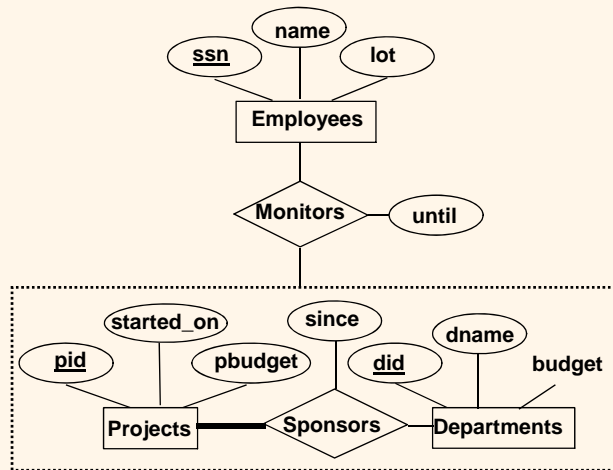 name
ssn
lot
Employees
Monitors
until
started_on
since
dname
pid
pbudget
did
budget
Projects
Sponsors
Departments